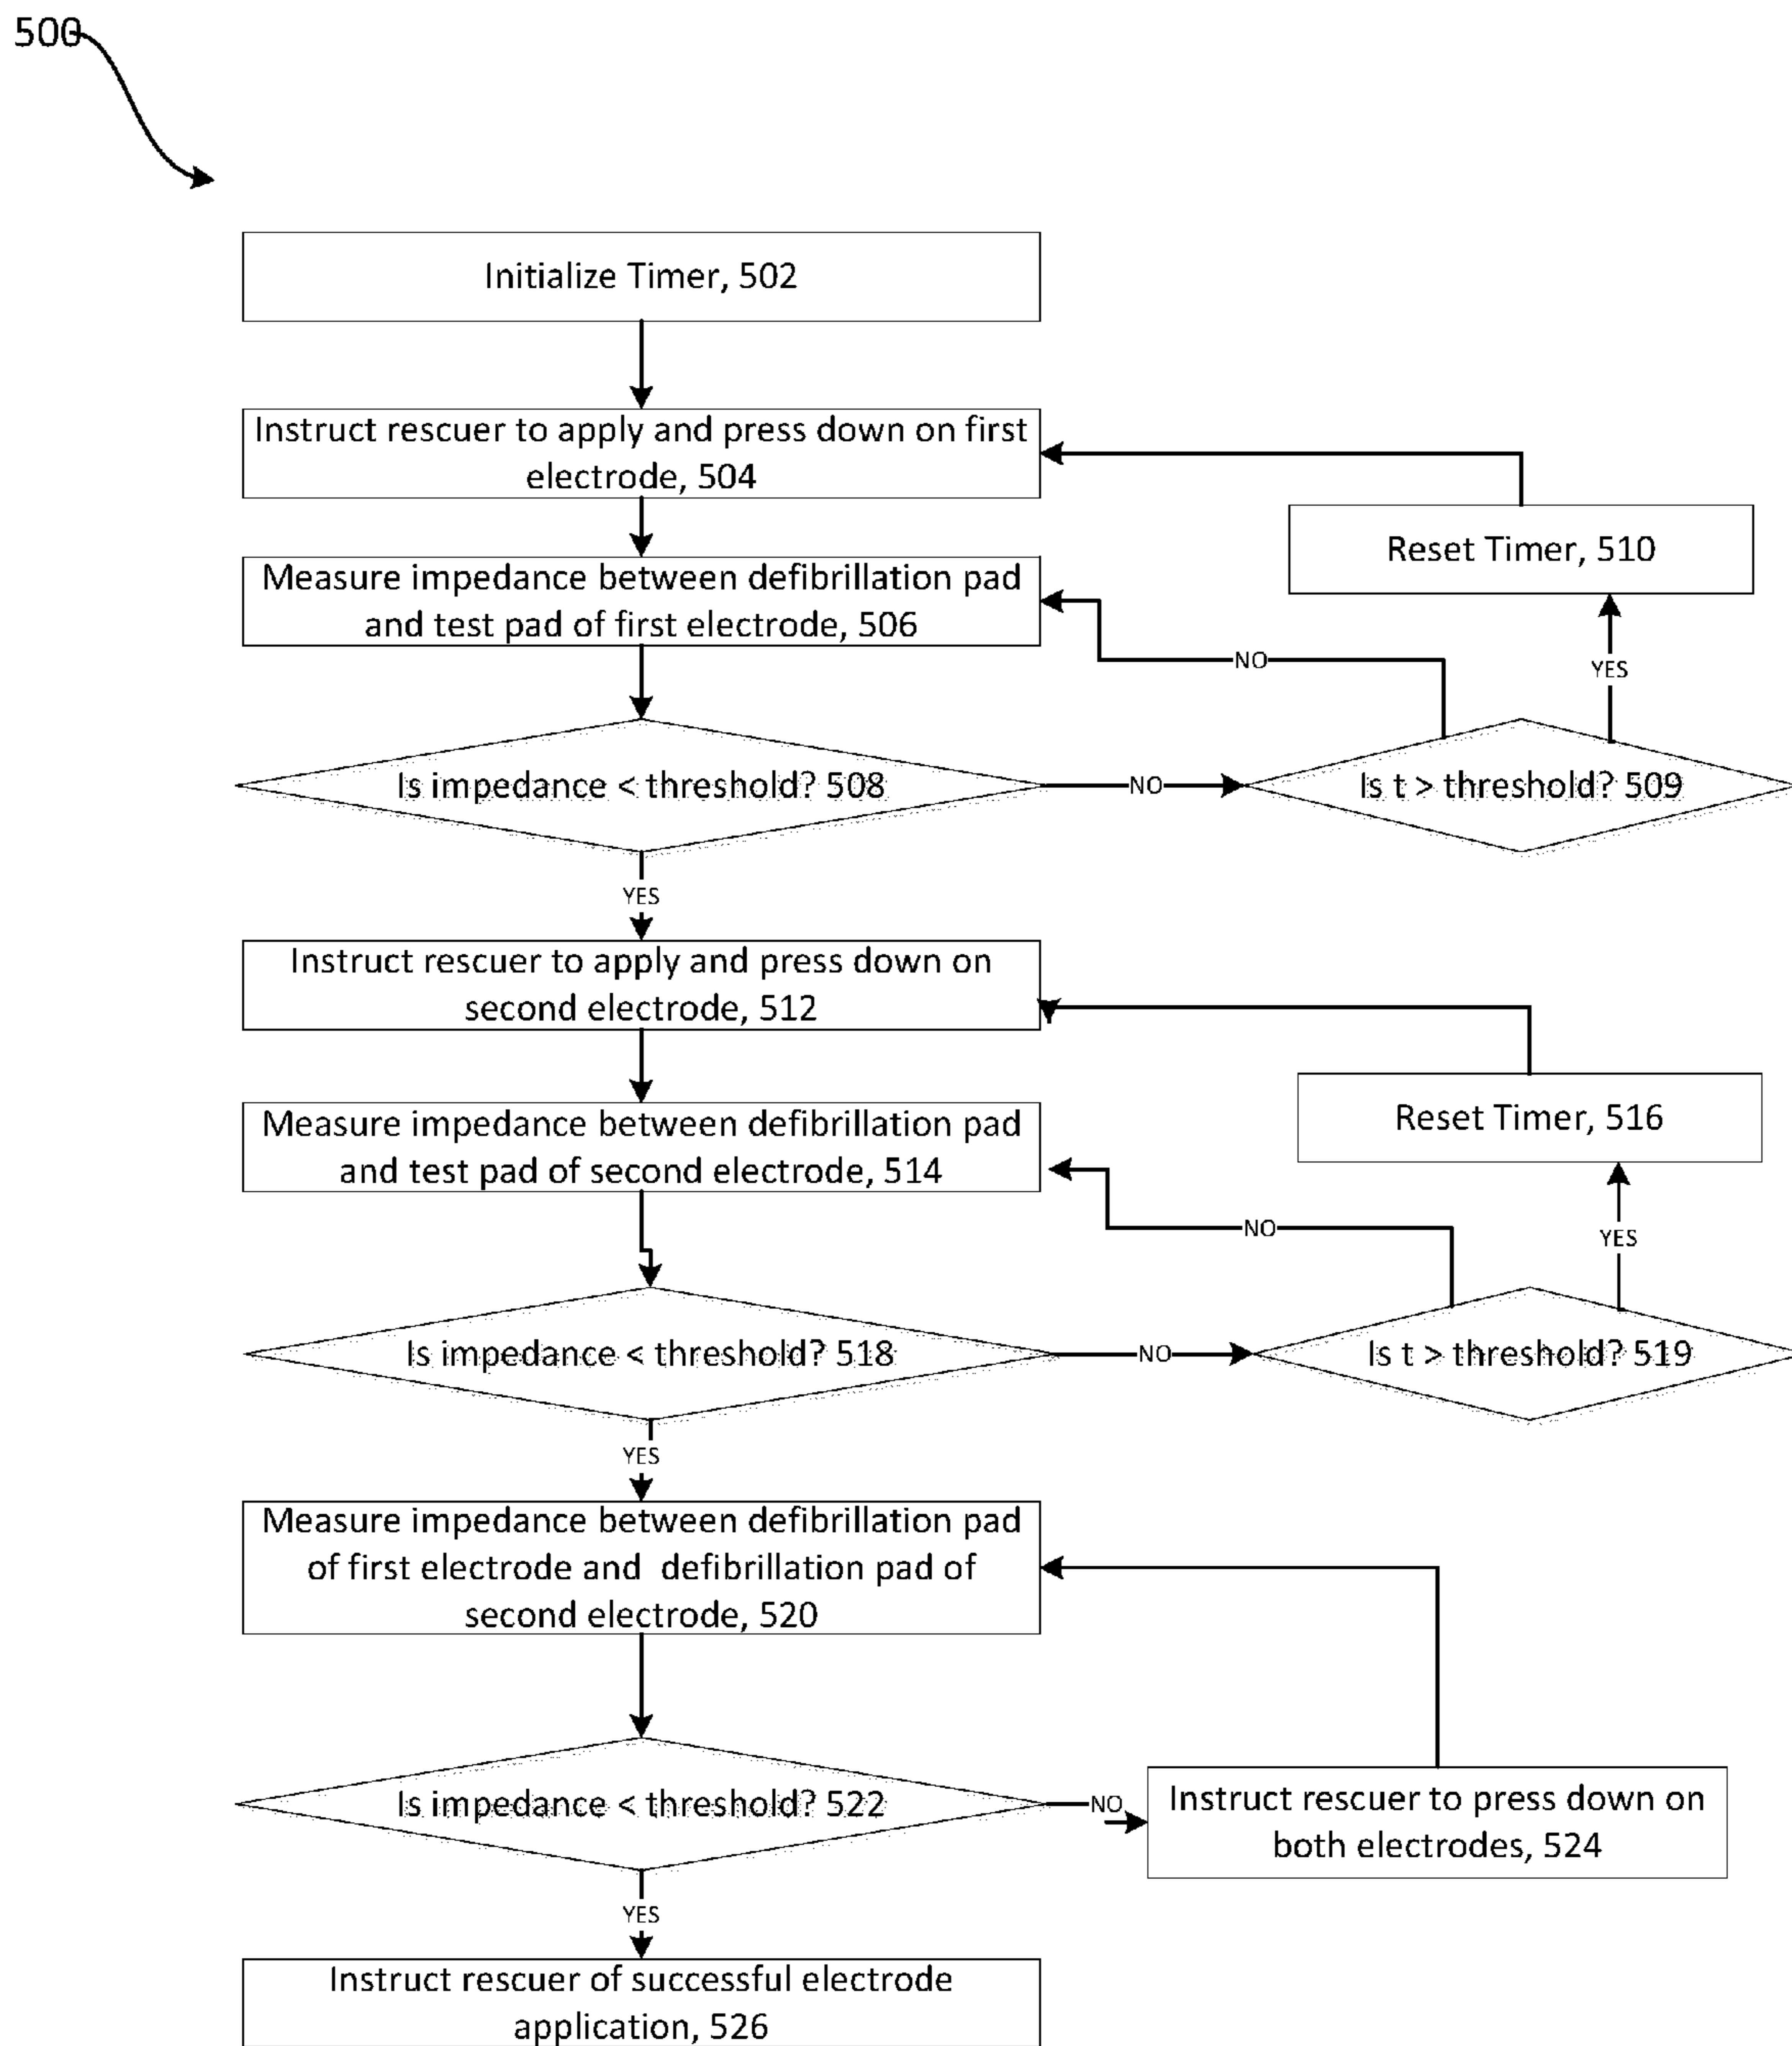 500
Initialize Timer, 502
Instruct rescuer to apply and press down on first
electrode, 504
Reset Timer, 510
Measure impedance between defibrillation pad
and test pad of first electrode, 506
NO
YES
Is impedance < threshold? 508
NO
Is t > threshold? 509
YES
Instruct rescuer to apply and press down on
second electrode, 512
Reset Timer, 516
Measure impedance between defibrillation pad
and test pad of second electrode, 514
NO
YES
Is impedance < threshold? 518
NO
Is t > threshold? 519
YES
Measure impedance between defibrillation pad
of first electrode and defibrillation pad of
second electrode, 520
Is impedance < threshold? 522
NO
Instruct rescuer to press down on
both electrodes, 524
YES
Instruct rescuer of successful electrode
application, 526